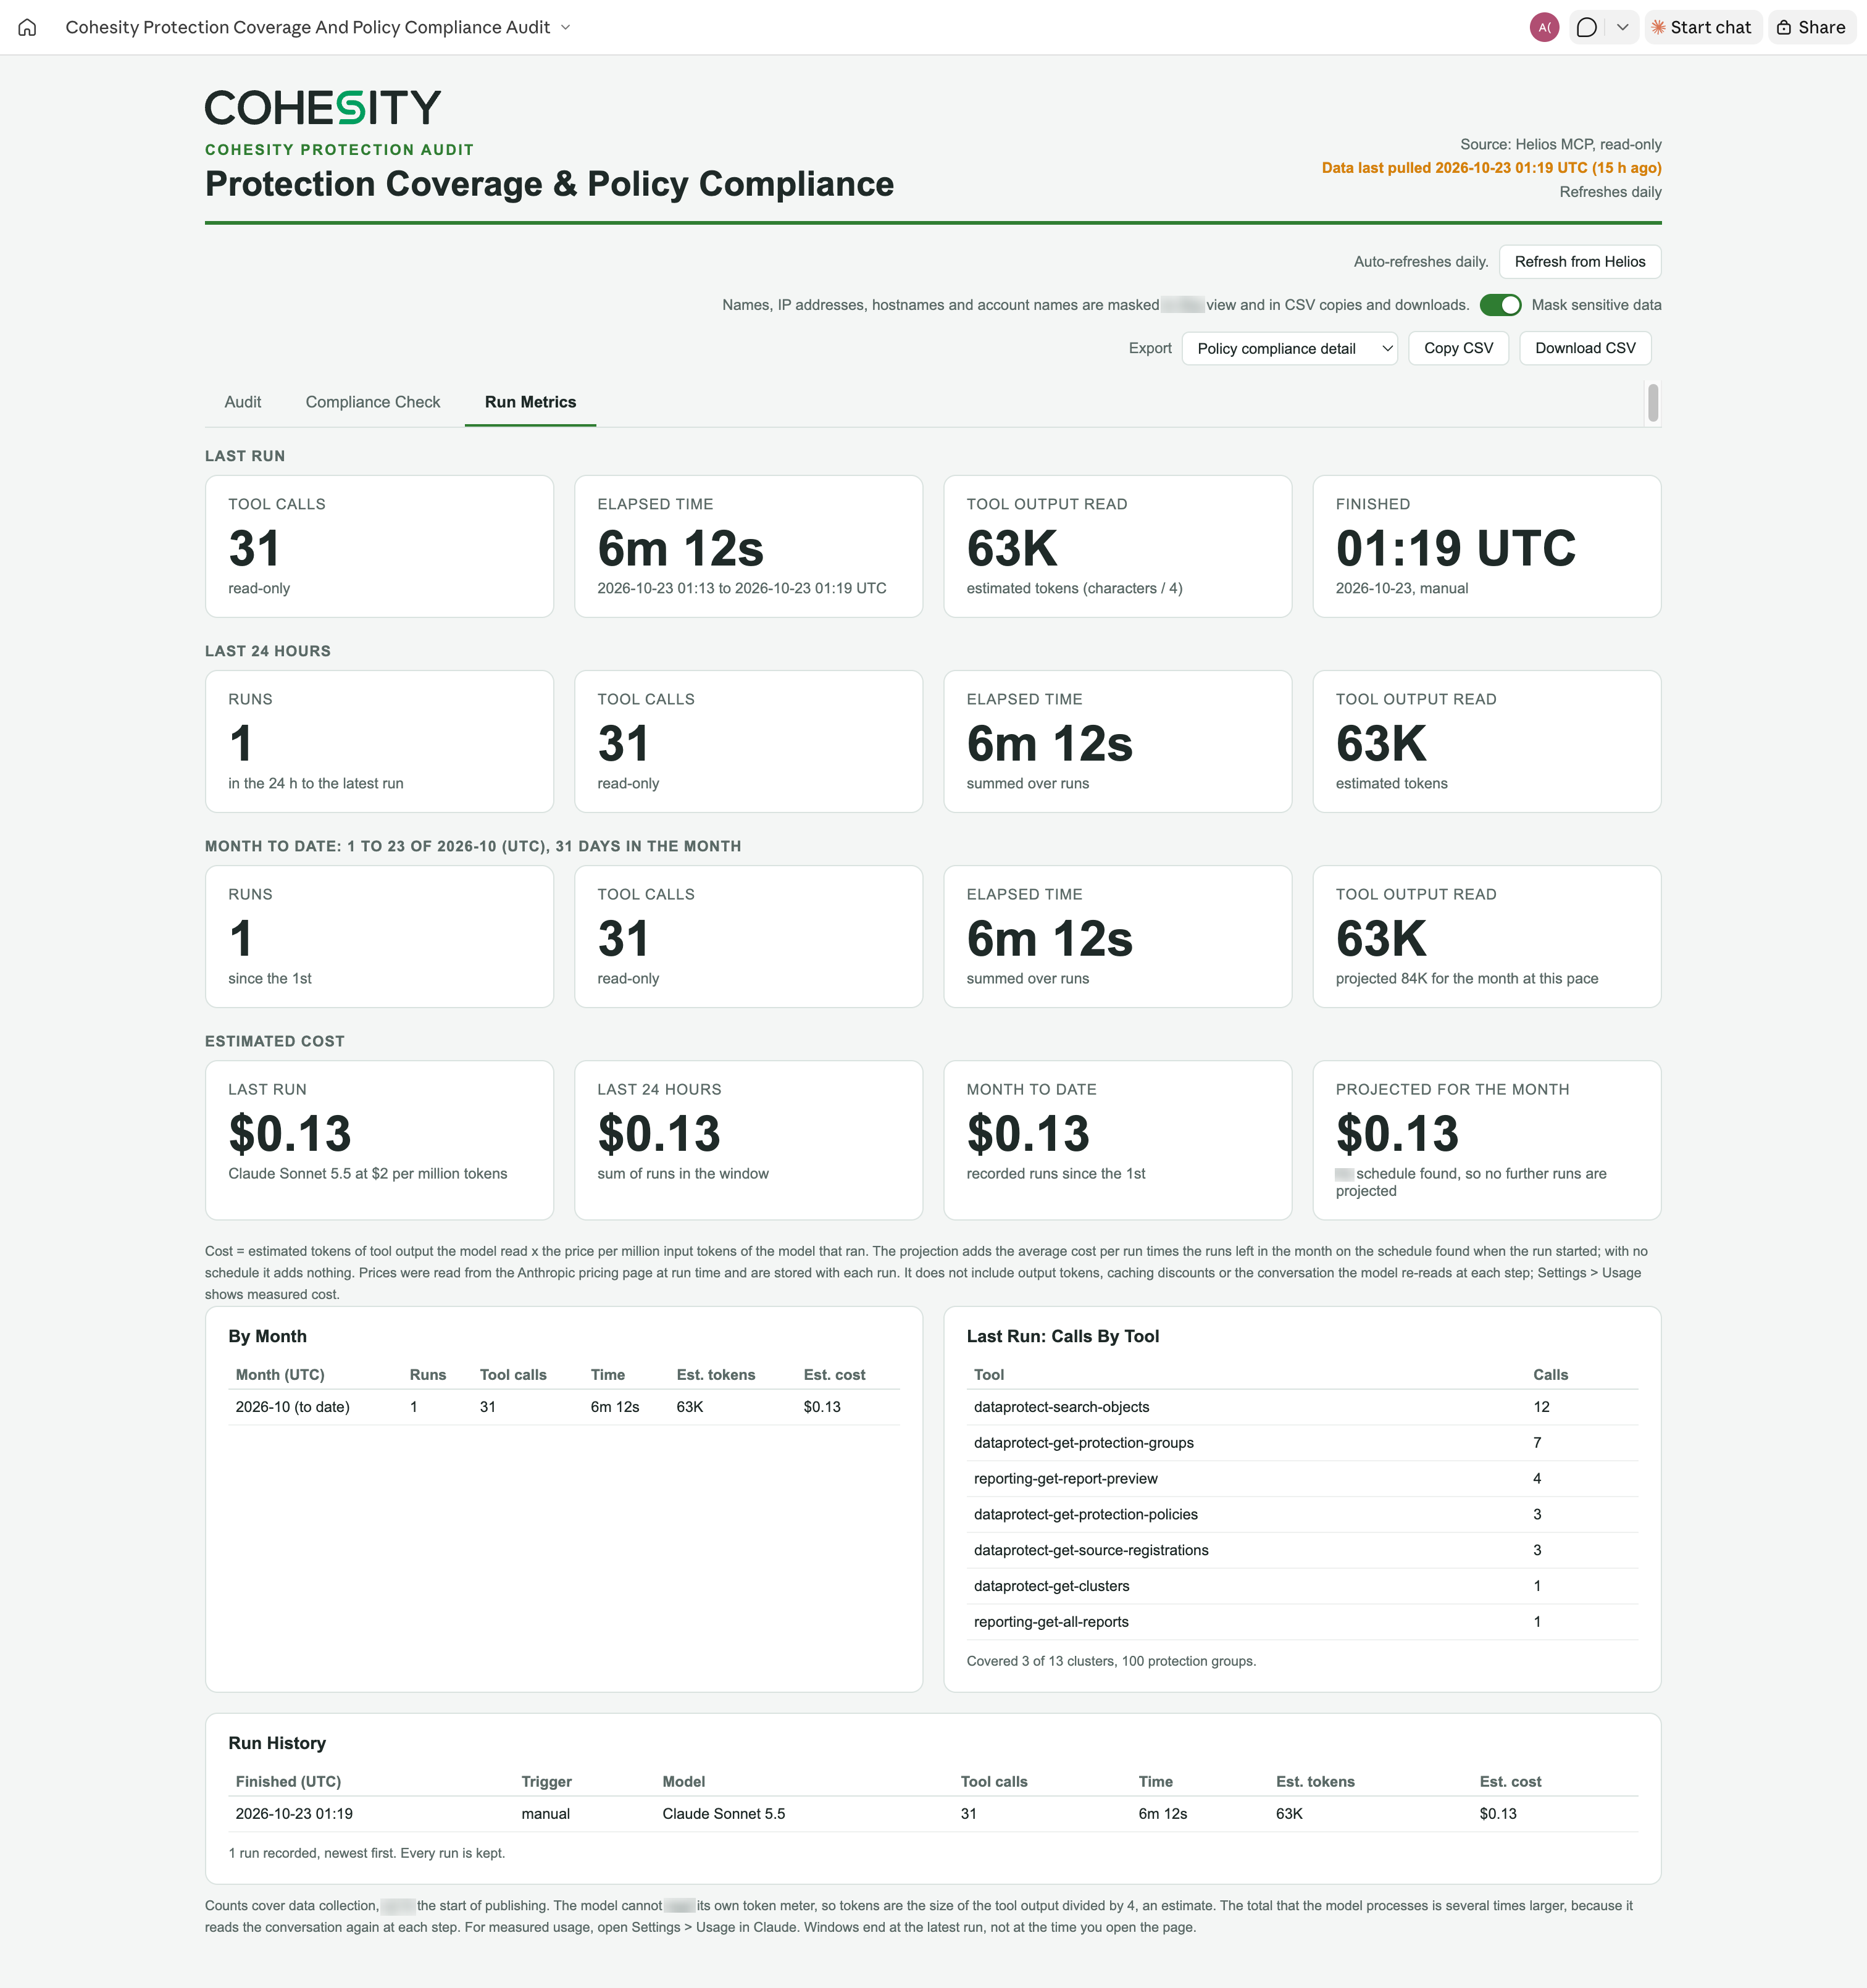 Cohesity Protection Coverage And Policy Compliance Audit
A(
Start chat
Share
COHESITY
COHESITY PROTECTION AUDIT
Protection Coverage & Policy Compliance
Source: Helios MCP, read-only
Data last pulled 2026-10-23 01:19 UTC (15 h ago)
Refreshes daily
Auto-refreshes daily.
Refresh from Helios
Names, IP addresses, hostnames and account names are masked view and in CSV copies and downloads.
Mask sensitive data
Export
Policy compliance detail
Copy CSV
Download CSV
Audit
Compliance Check
Run Metrics
LAST RUN
TOOL CALLS
31
read-only
ELAPSED TIME
6m 12s
2026-10-23 01:13 to 2026-10-23 01:19 UTC
TOOL OUTPUT READ
63K
estimated tokens (characters / 4)
FINISHED
01:19 UTC
2026-10-23, manual
LAST 24 HOURS
RUNS
1
in the 24 h to the latest run
TOOL CALLS
31
read-only
ELAPSED TIME
6m 12s
summed over runs
TOOL OUTPUT READ
63K
estimated tokens
MONTH TO DATE: 1 TO 23 OF 2026-10 (UTC), 31 DAYS IN THE MONTH
RUNS
1
since the 1st
TOOL CALLS
31
read-only
ELAPSED TIME
6m 12s
summed over runs
TOOL OUTPUT READ
63K
projected 84K for the month at this pace
ESTIMATED COST
LAST RUN
$0.13
Claude Sonnet 5.5 at $2 per million tokens
LAST 24 HOURS
$0.13
sum of runs in the window
MONTH TO DATE
$0.13
recorded runs since the 1st
PROJECTED FOR THE MONTH
$0.13
schedule found, so no further runs are
projected
Cost = estimated tokens of tool output the model read x the price per million input tokens of the model that ran. The projection adds the average cost per run times the runs left in the month on the schedule found when the run started; with no
schedule it adds nothing. Prices were read from the Anthropic pricing page at run time and are stored with each run. It does not include output tokens, caching discounts or the conversation the model re-reads at each step; Settings > Usage
shows measured cost.
By Month
Month (UTC) Runs Tool calls Time Est. tokens Est. cost
2026-10 (to date) 1 31 6m 12s 63K $0.13
Last Run: Calls By Tool
Tool Calls
dataprotect-search-objects 12
dataprotect-get-protection-groups 7
reporting-get-report-preview 4
dataprotect-get-protection-policies 3
dataprotect-get-source-registrations 3
dataprotect-get-clusters 1
reporting-get-all-reports 1
Covered 3 of 13 clusters, 100 protection groups.
Run History
Finished (UTC) Trigger Model Tool calls Time Est. tokens Est. cost
2026-10-23 01:19 manual Claude Sonnet 5.5 31 6m 12s 63K $0.13
1 run recorded, newest first. Every run is kept.
Counts cover data collection, the start of publishing. The model cannot its own token meter, so tokens are the size of the tool output divided by 4, an estimate. The total that the model processes is several times larger, because it
reads the conversation again at each step. For measured usage, open Settings > Usage in Claude. Windows end at the latest run, not at the time you open the page.